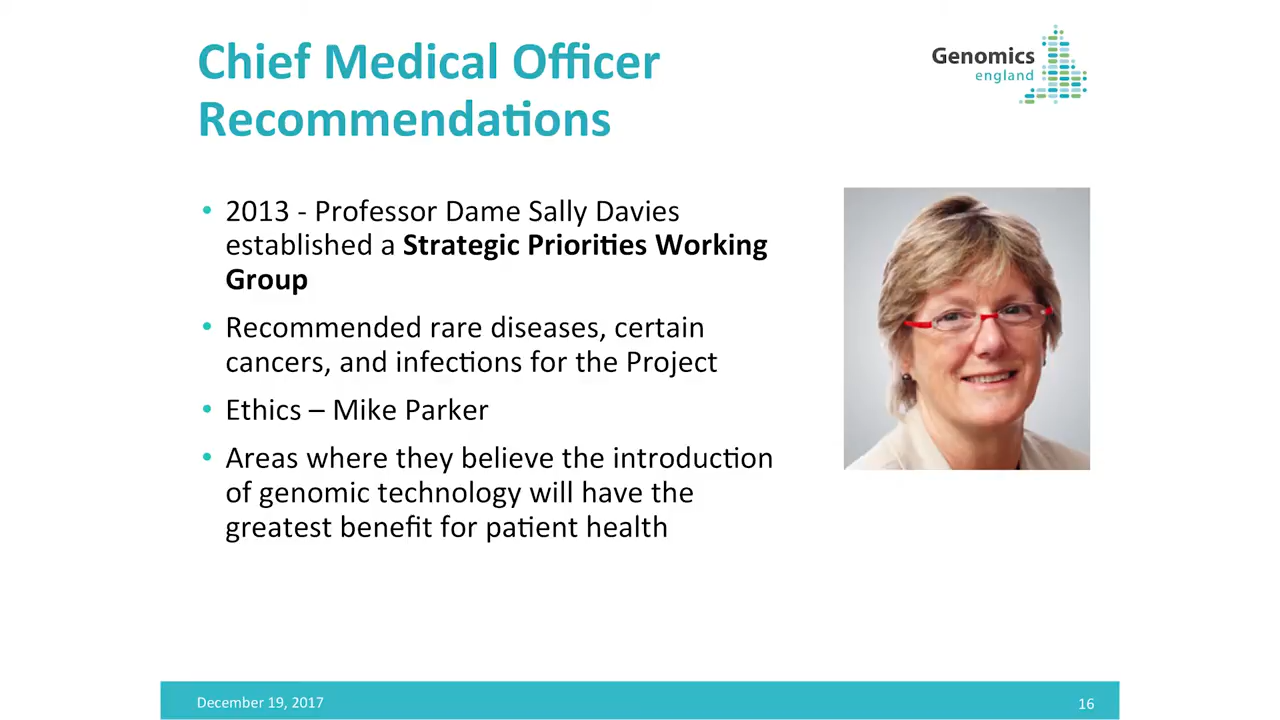 Chief Medical Officer
Recommendations
Genomics
england
• 2013 - Professor Dame Sally Davies
established a Strategic Priorities Working
Group
• Recommended rare diseases, certain
cancers, and infections for the Project
• Ethics – Mike Parker
• Areas where they believe the introduction
of genomic technology will have the
greatest benefit for patient health
December 19, 2017
16